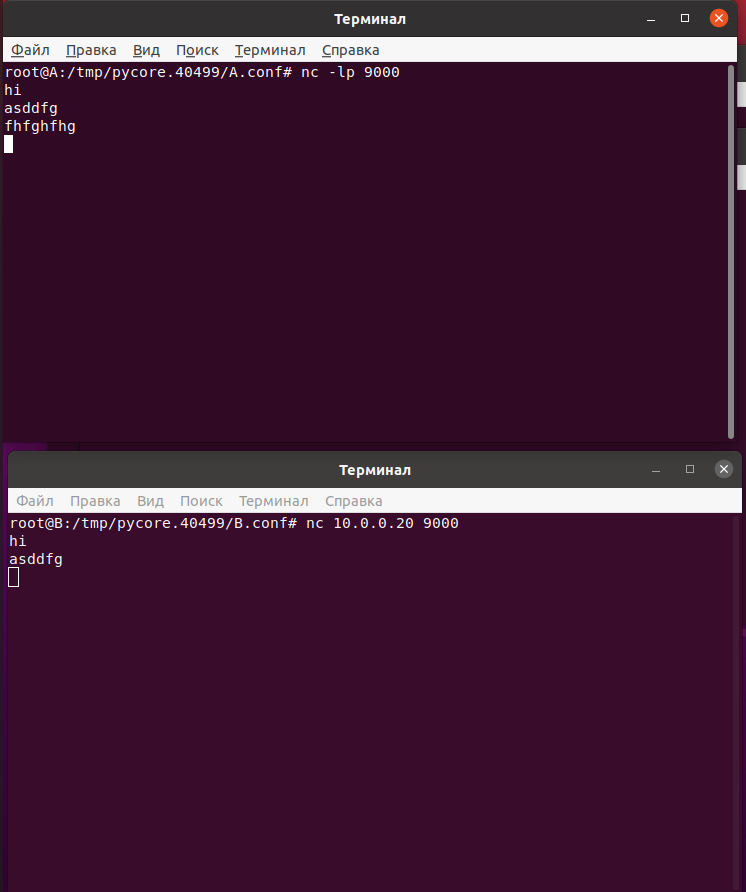 Терминал
Файл Правка Вид Поиск Терминал Справка
root@A:/tmp/pycore.40499/A.conf# nc -lp 9000
hi
asddfg
fhfghfhg
Терминал
Файл Правка Вид Поиск Терминал Справка
root@B:/tmp/pycore.40499/B.conf# nc 10.0.0.20 9000
hi
asddfg